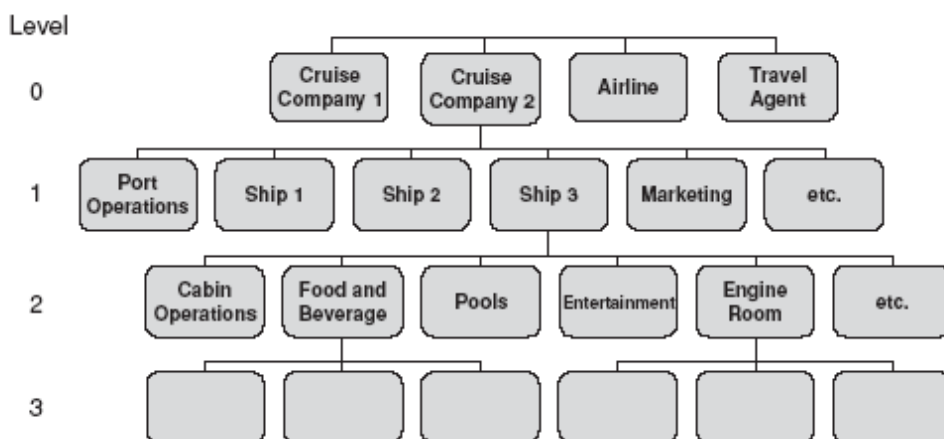 Level
0
Cruise
Company 1
Cruise
Company 2
Airline
Travel
Agent
1
Port
Operations
Ship 1
Ship 2
Ship 3
Marketing
etc.
2
Cabin
Operations
Food and
Beverage
Pools
Entertainment
Engine
Room
etc.
3